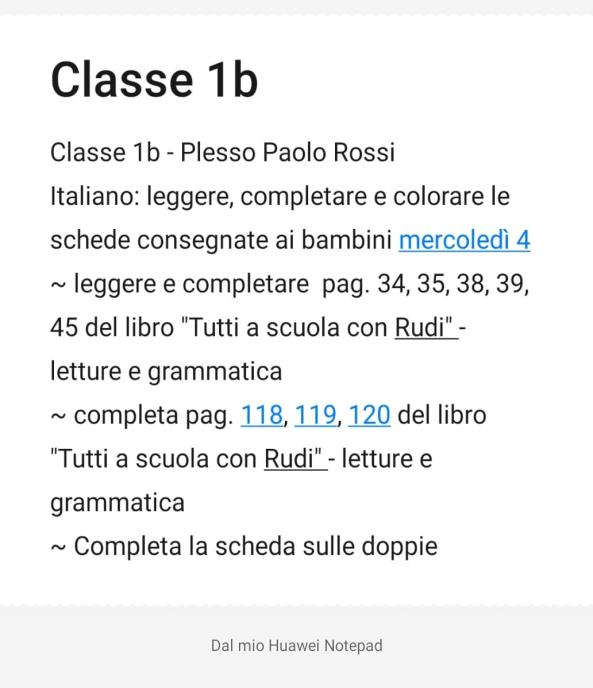 Classe 1b
Classe 1b - Plesso Paolo Rossi
Italiano: leggere, completare e colorare le
schede consegnate ai bambini mercoledì 4
~ leggere e completare  pag. 34, 35, 38, 39,
45 del libro "Tutti a scuola con Rudi" -
letture e grammatica
~ completa pag. 118, 119, 120 del libro
"Tutti a scuola con Rudi" - letture e
grammatica
~ Completa la scheda sulle doppie
Dal mio Huawei Notepad